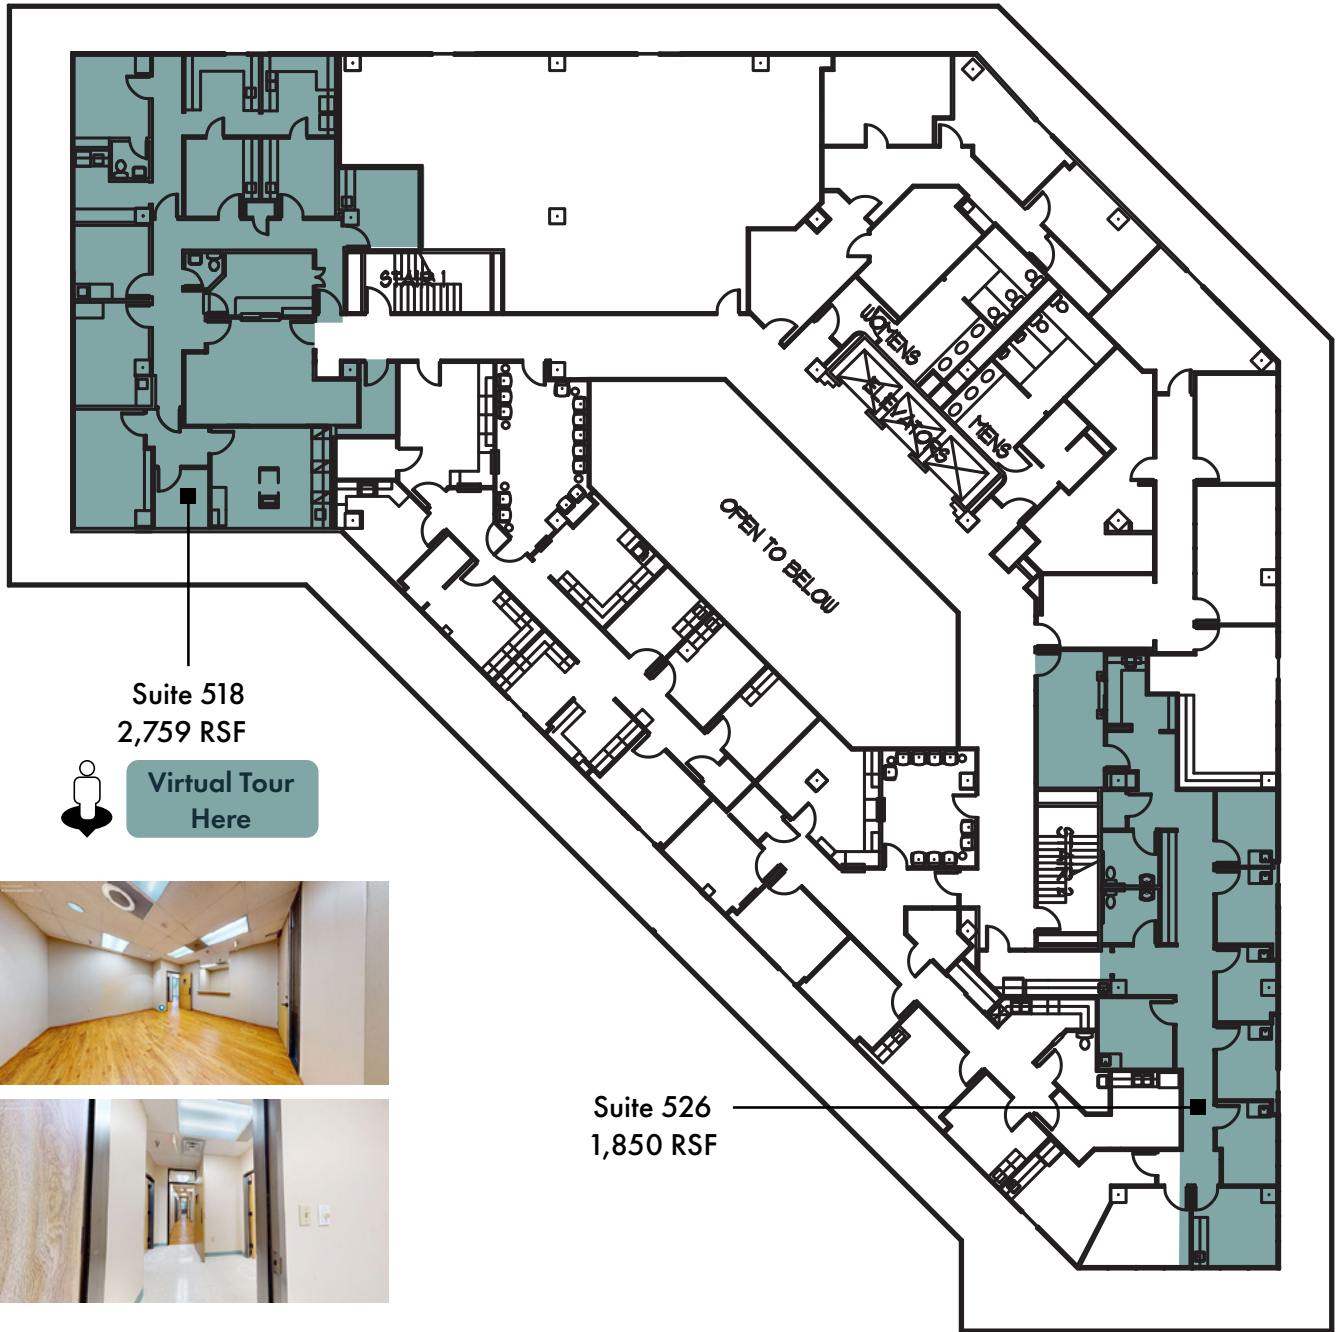 STAIR 1
WOMENS
ELEVATORS
MENS
OPEN TO BELOW
Suite 518
2,759 RSF
Virtual Tour
Here
Suite 526
1,850 RSF